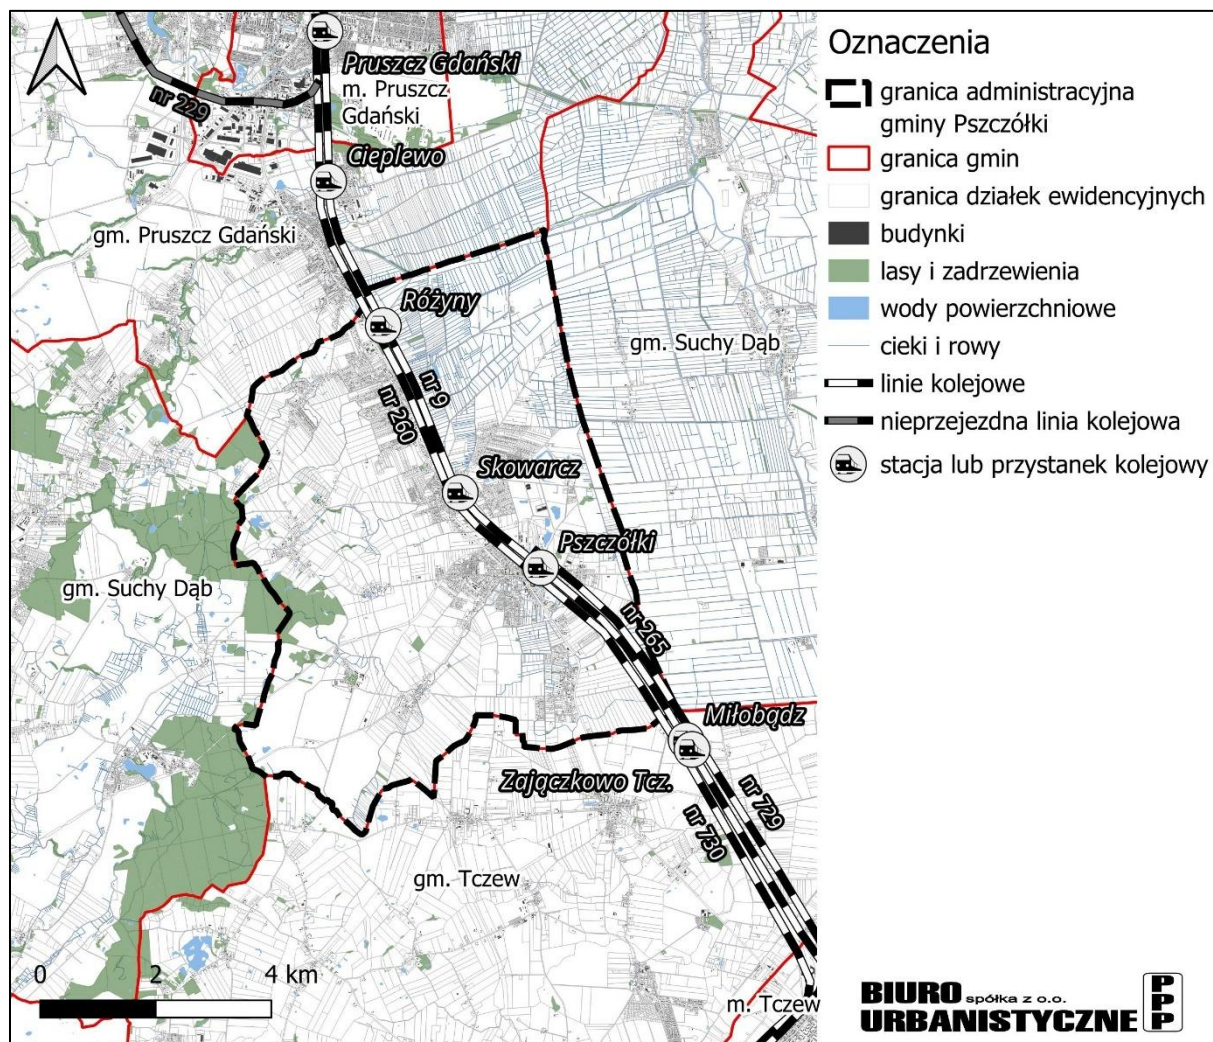 Pruszcz Gdański
m. Pruszcz
Gdański
nr 229
Cieplewo
gm. Pruszcz Gdański
Różyny
gm. Suchy Dąb
nr 9
nr 260
Skowarcz
Pszczółki
gm. Suchy Dąb
nr 265
Miłobądz
Zajączkowo Tcz.
nr 729
nr 730
gm. Tczew
0 2 4 km
m. Tczew
Oznaczenia
granica administracyjna
gminy Pszczółki
granica gmin
granica działek ewidencyjnych
budynki
lasy i zadrzewienia
wody powierzchniowe
cieki i rowy
linie kolejowe
nieprzejezdna linia kolejowa
stacja lub przystanek kolejowy
BIURO spółka z o.o.
URBANISTYCZNE
P
P
P